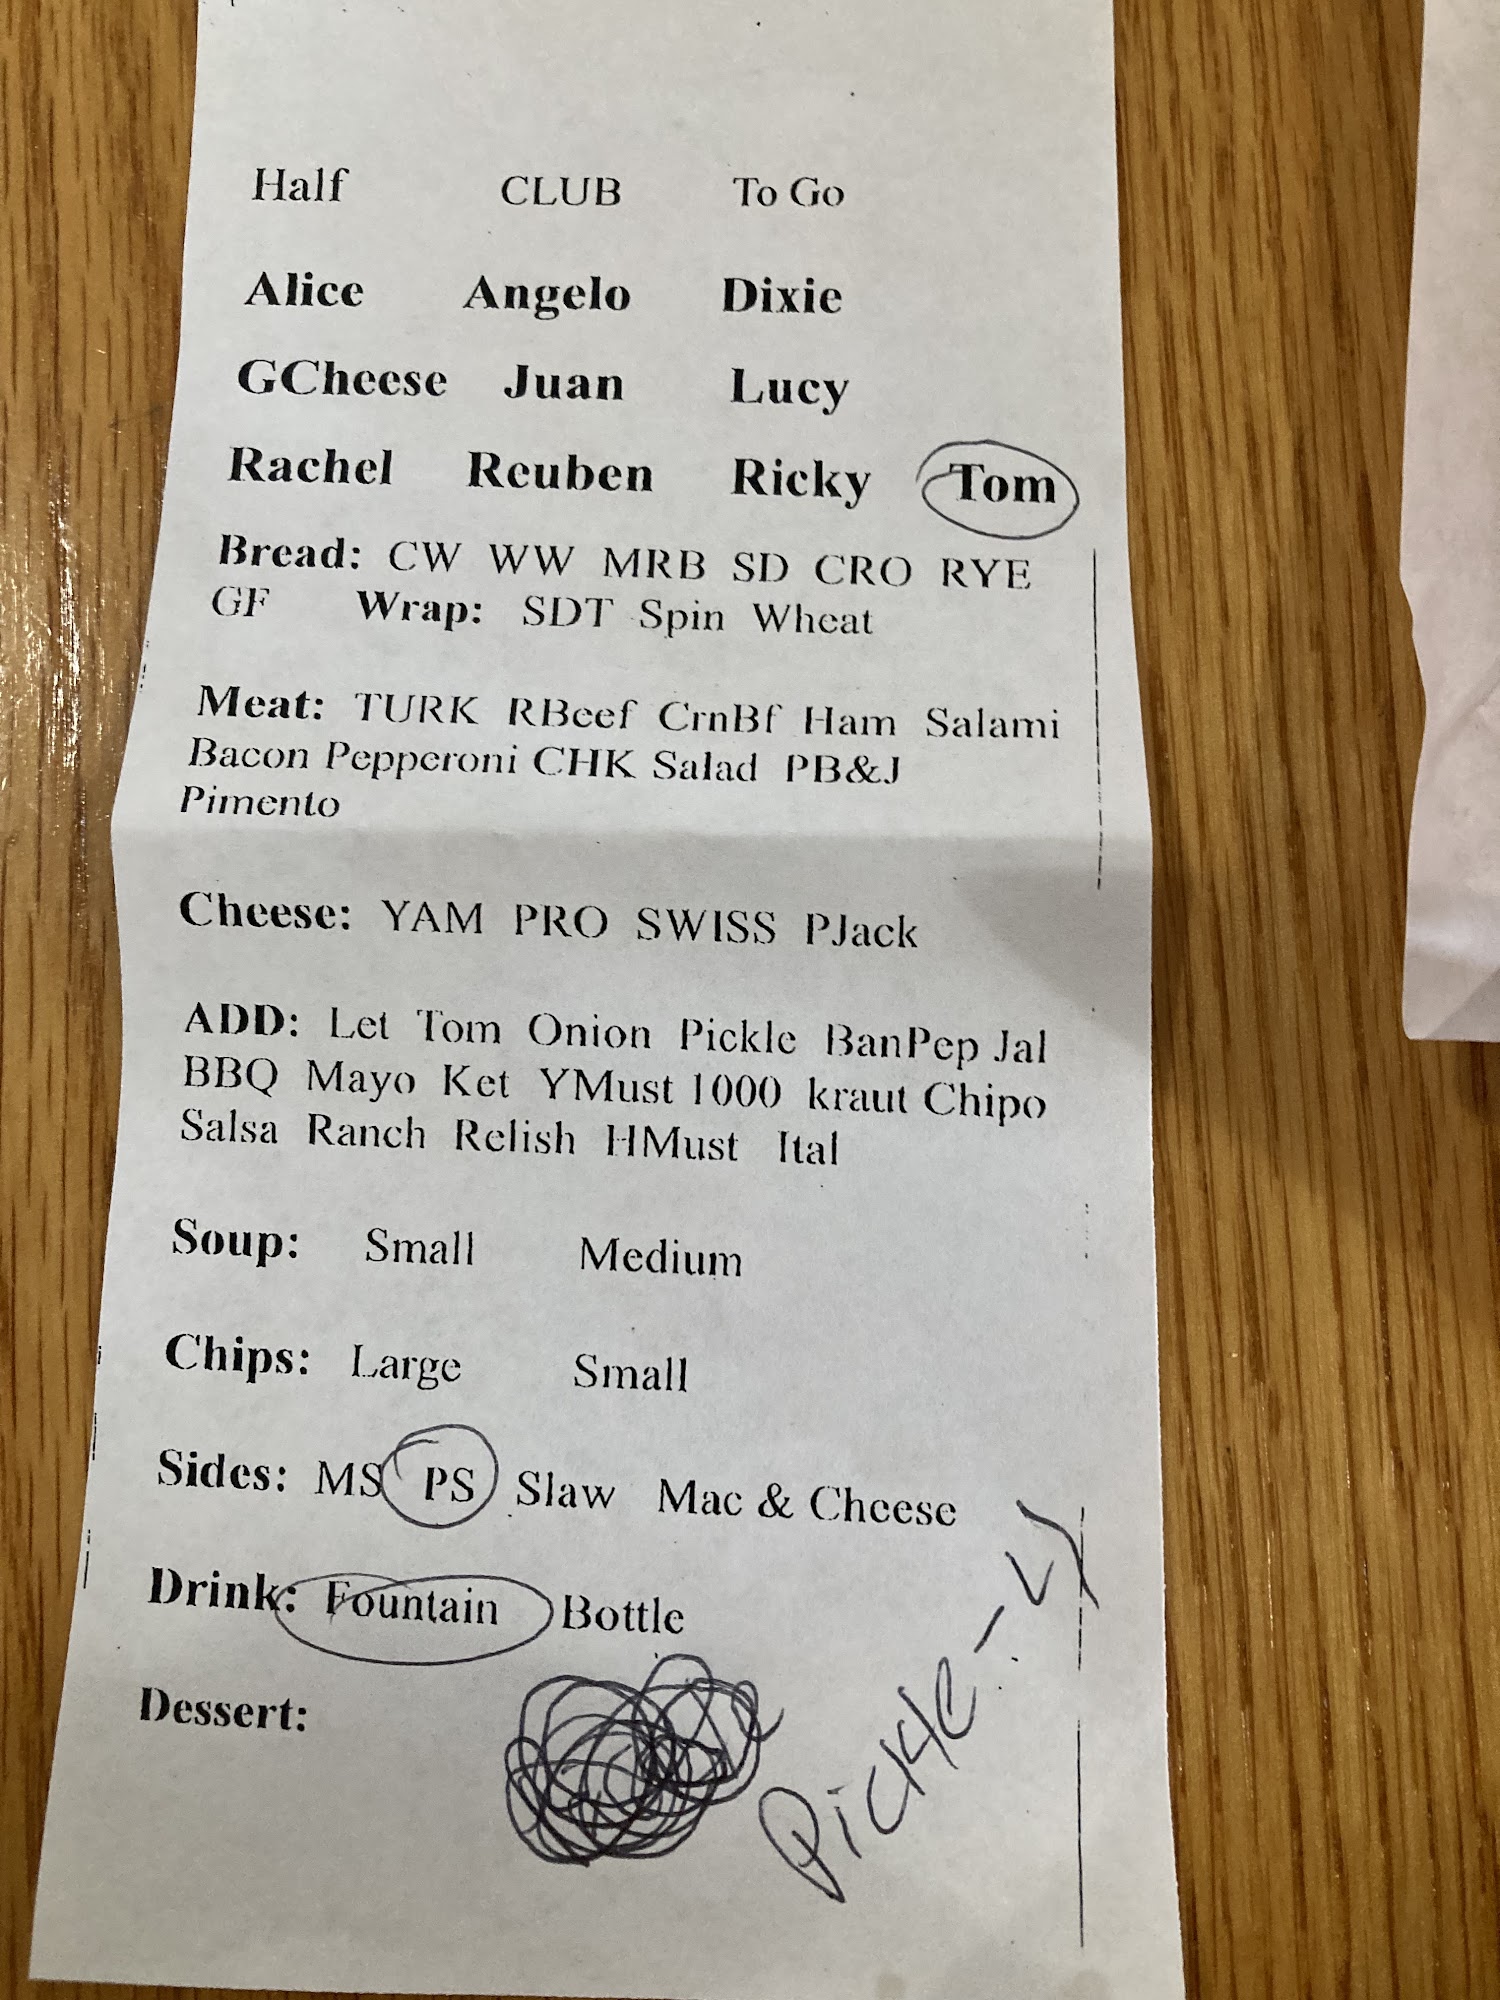 Half CLUB To Go
Alice Angelo Dixie
GCheese Juan Lucy
Rachel Reuben Ricky Tom
Bread: CW WW MRB SD CRO RYE
GF Wrap: SDT Spin Wheat
Meat: TURK RBeef CrnBf Ham Salami
Bacon Pepperoni CHK Salad PB&J
Pimento
Cheese: YAM PRO SWISS PJack
ADD: Let Tom Onion Pickle BanPep Jal
BBQ Mayo Ket YMust 1000 kraut Chipo
Salsa Ranch Relish HMust Ital
Soup: Small Medium
Chips: Large Small
Sides: MS PS Slaw Mac & Cheese
Drink: Fountain Bottle
Dessert:
Pickle